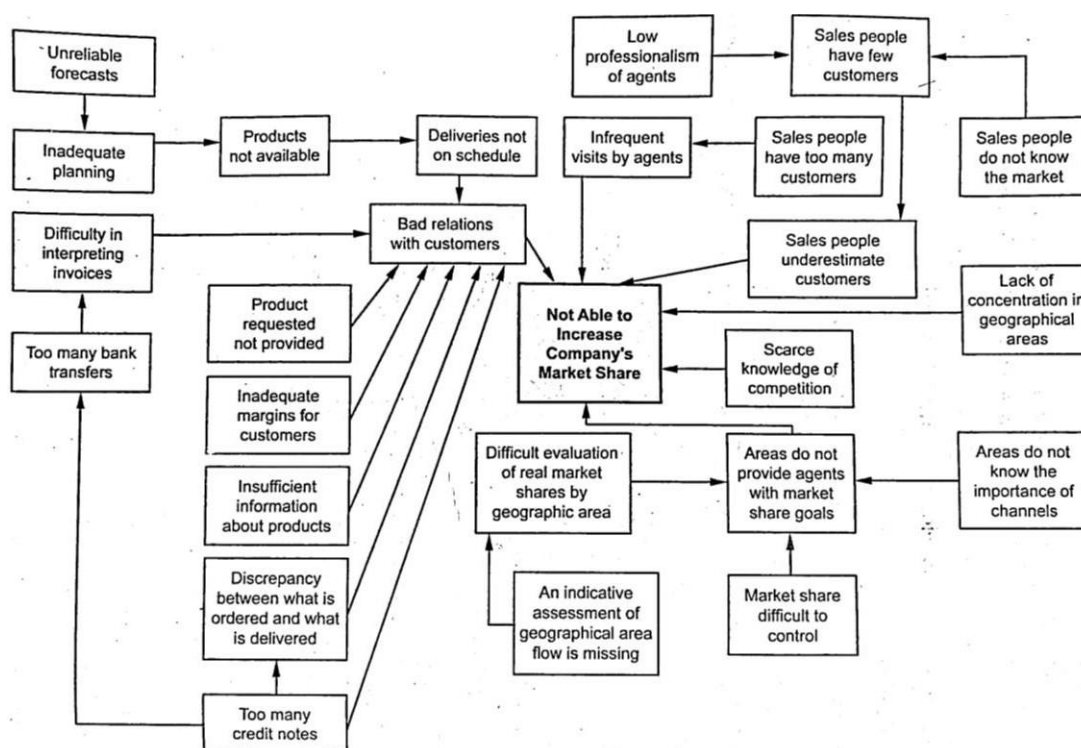 Unreliable
forecasts
Low
professionalism
of agents
Sales people
have few
customers
Inadequate
planning
Products
not available
Deliveries not
on schedule
Infrequent
visits by agents
Sales people
have too many
customers
Sales people
do not know
the market
Difficulty in
interpreting
invoices
Bad relations
with customers
Sales people
underestimate
customers
Product
requested
not provided
Not Able to
Increase
Company's
Market Share
Lack of
concentration in
geographical
areas
Too many bank
transfers
Scarce
knowledge of
competition
Inadequate
margins for
customers
Difficult evaluation
of real market
shares by
geographic area
Areas do not
provide agents
with market
share goals
Areas do not
know the
importance of
channels
Insufficient
information
about products
Discrepancy
between what is
ordered and what
is delivered
An indicative
assessment of
geographical area
flow is missing
Market share
difficult to
control
Too many
credit notes